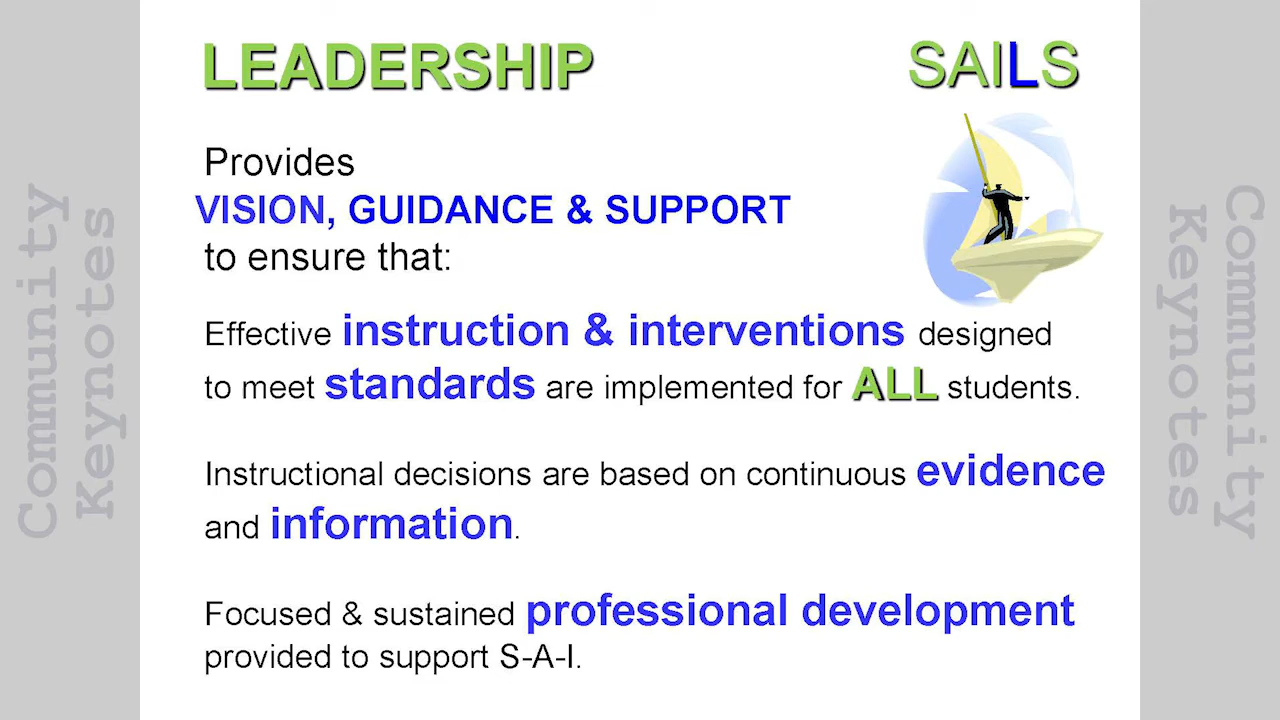 LEADERSHIP
SAILS
Provides
VISION, GUIDANCE & SUPPORT
to ensure that:
Effective instruction & interventions designed
to meet standards are implemented for ALL students.
Instructional decisions are based on continuous evidence
and information.
Focused & sustained professional development
provided to support S-A-I.
Community
Keynotes
Community
Keynotes